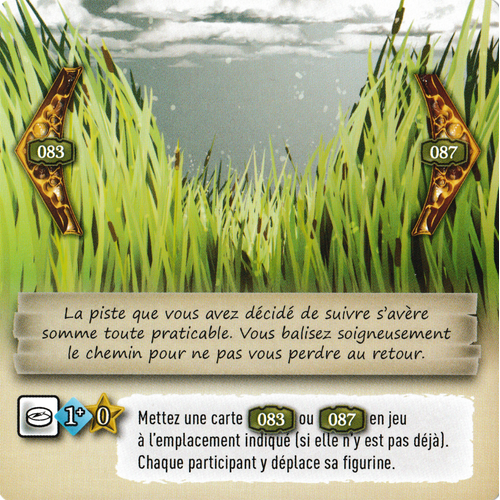 083
087
La piste que vous avez décidé de suivre s'avère
somme toute praticable. Vous balisez soigneusement
le chemin pour ne pas vous perdre au retour.
1+ 0
Mettez une carte 083 ou 087 en jeu
à l'emplacement indiqué (si elle n'y est pas déjà).
Chaque participant y déplace sa figurine.